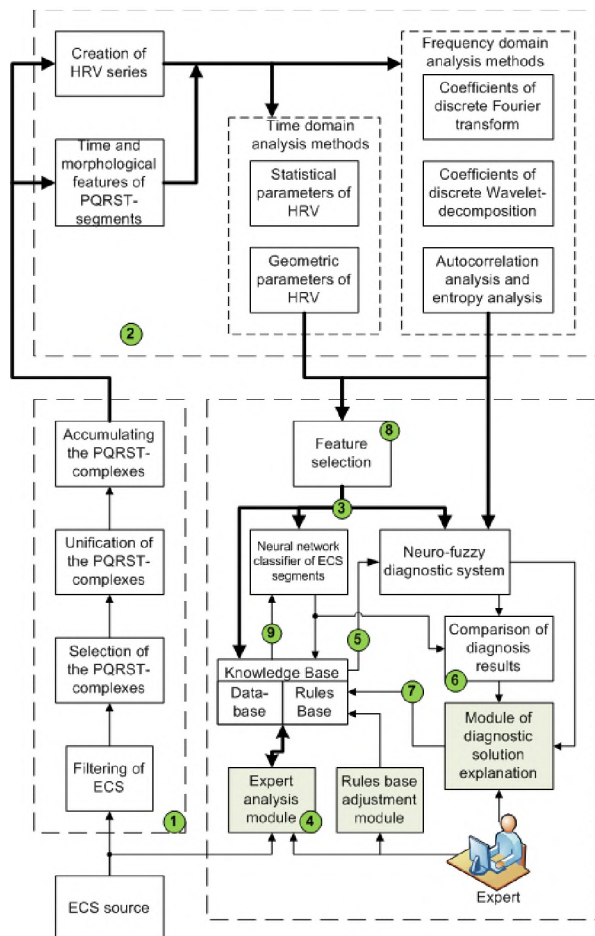 Creation of
HRV series
Time and
morphological
features of
PQRST-
segments
Time domain
analysis methods
Statistical
parameters of
HRV
Geometric
parameters of
HRV
Frequency domain
analysis methods
Coefficients of
discrete Fourier
transform
Coefficients of
discrete Wavelet-
decomposition
Autocorrelation
analysis and
entropy analysis
2
Accumulating
the PQRST-
complexes
Unification of
the PQRST-
complexes
Selection of
the PQRST-
complexes
Filtering of
ECS
1
ECS source
8
Feature
selection
3
Neural network
classifier of ECS
segments
Neuro-fuzzy
diagnostic system
9
5
Comparison of
diagnosis
results
6
Knowledge Base
Data-
base
Rules
Base
7
Module of
diagnostic
solution
explanation
Expert
analysis
module
4
Rules base
adjustment
module
Expert